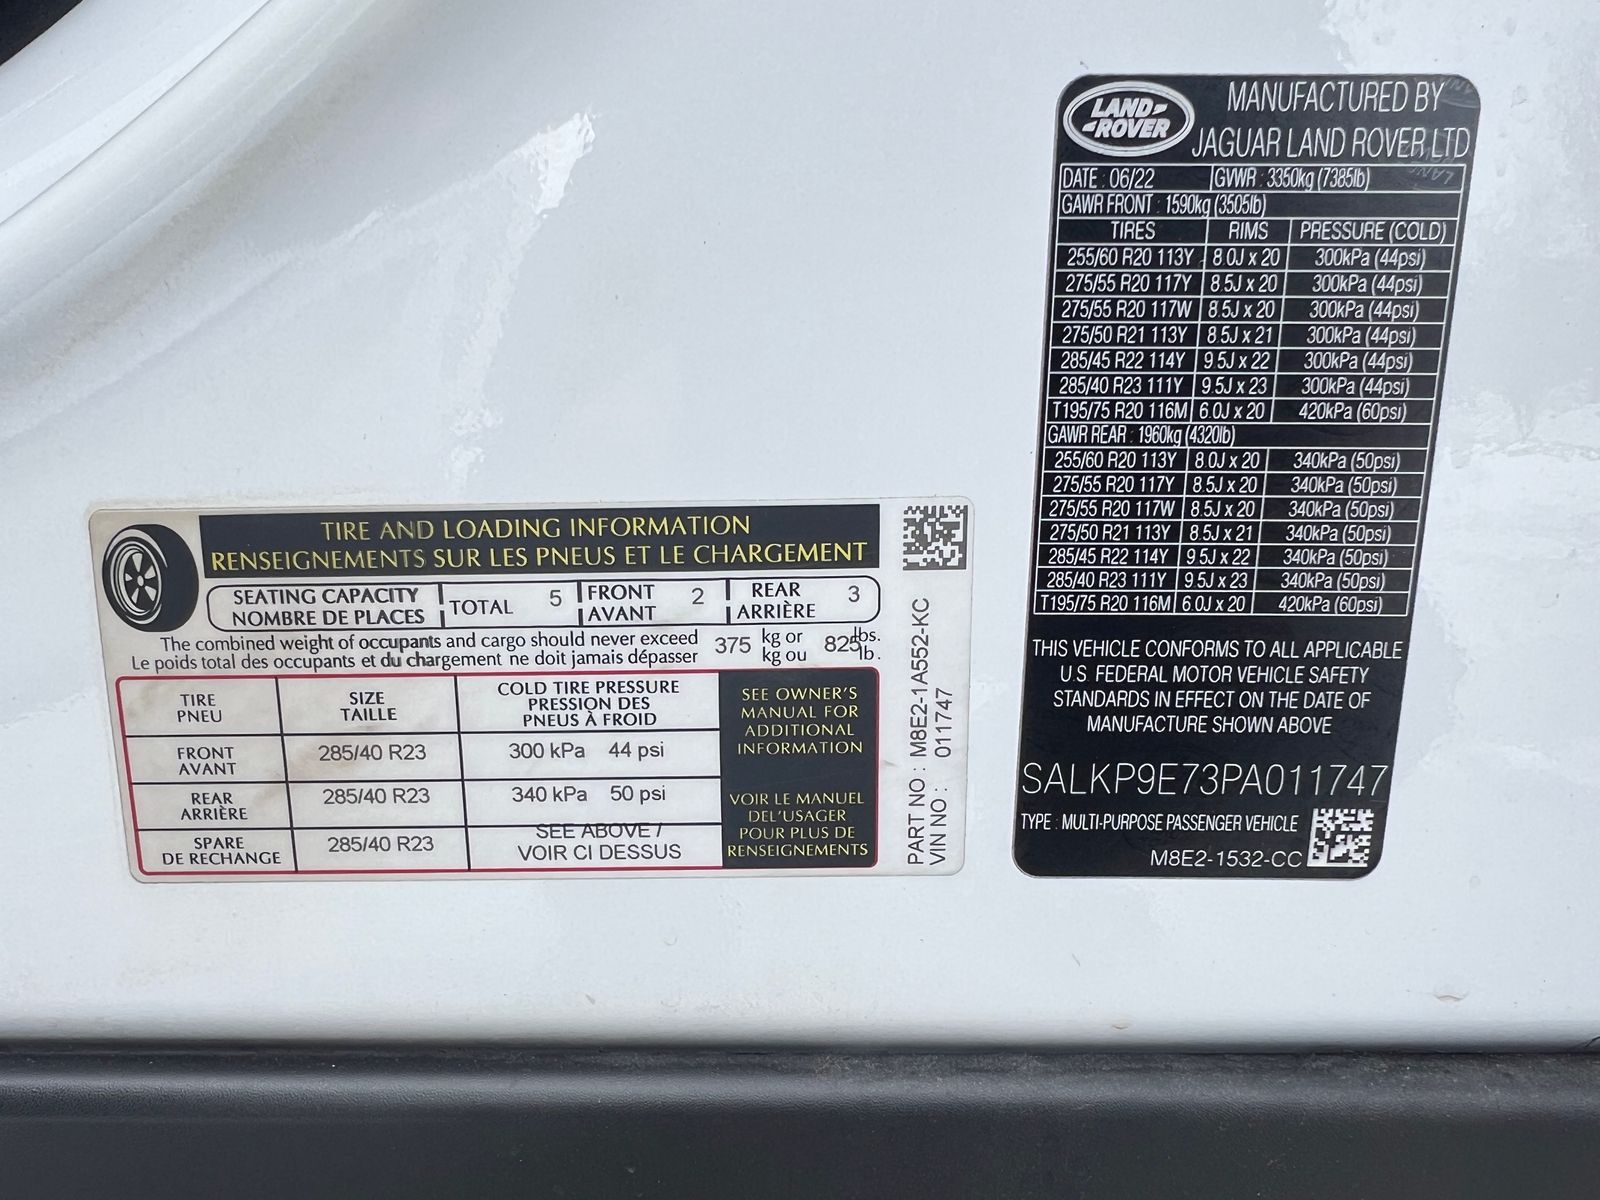 TIRE AND LOADING INFORMATION
RENSEIGNEMENTS SUR LES PNEUS ET LE CHARGEMENT
SEATING CAPACITY
NOMBRE DE PLACES
TOTAL 5
FRONT
AVANT 2
REAR
ARRIÈRE 3
The combined weight of occupants and cargo should never exceed 375 kg or 825 lbs.
Le poids total des occupants et du chargement ne doit jamais dépasser kg ou lb.
TIRE
PNEU
SIZE
TAILLE
COLD TIRE PRESSURE
PRESSION DES
PNEUS À FROID
FRONT
AVANT
285/40 R23
300 kPa 44 psi
REAR
ARRIÈRE
285/40 R23
340 kPa 50 psi
SPARE
DE RECHANGE
285/40 R23
SEE ABOVE /
VOIR CI DESSUS
SEE OWNER'S
MANUAL FOR
ADDITIONAL
INFORMATION
VOIR LE MANUEL
DEL'USAGER
POUR PLUS DE
RENSEIGNEMENTS
PART NO : M8E2-1A552-KC
VIN NO : 011747
LAND
ROVER
MANUFACTURED BY
JAGUAR LAND ROVER LTD
DATE : 06/22 GVWR : 3350kg (7385lb)
GAWR FRONT : 1590kg (3505lb)
TIRES RIMS PRESSURE (COLD)
255/60 R20 113Y 8.0J x 20 300kPa (44psi)
275/55 R20 117Y 8.5J x 20 300kPa (44psi)
275/55 R20 117W 8.5J x 20 300kPa (44psi)
275/50 R21 113Y 8.5J x 21 300kPa (44psi)
285/45 R22 114Y 9.5J x 22 300kPa (44psi)
285/40 R23 111Y 9.5J x 23 300kPa (44psi)
T195/75 R20 116M 6.0J x 20 420kPa (60psi)
GAWR REAR : 1960kg (4320lb)
255/60 R20 113Y 8.0J x 20 340kPa (50psi)
275/55 R20 117Y 8.5J x 20 340kPa (50psi)
275/55 R20 117W 8.5J x 20 340kPa (50psi)
275/50 R21 113Y 8.5J x 21 340kPa (50psi)
285/45 R22 114Y 9.5J x 22 340kPa (50psi)
285/40 R23 111Y 9.5J x 23 340kPa (50psi)
T195/75 R20 116M 6.0J x 20 420kPa (60psi)
THIS VEHICLE CONFORMS TO ALL APPLICABLE
U.S. FEDERAL MOTOR VEHICLE SAFETY
STANDARDS IN EFFECT ON THE DATE OF
MANUFACTURE SHOWN ABOVE
SALKP9E73PA011747
TYPE : MULTI-PURPOSE PASSENGER VEHICLE
M8E2-1532-CC